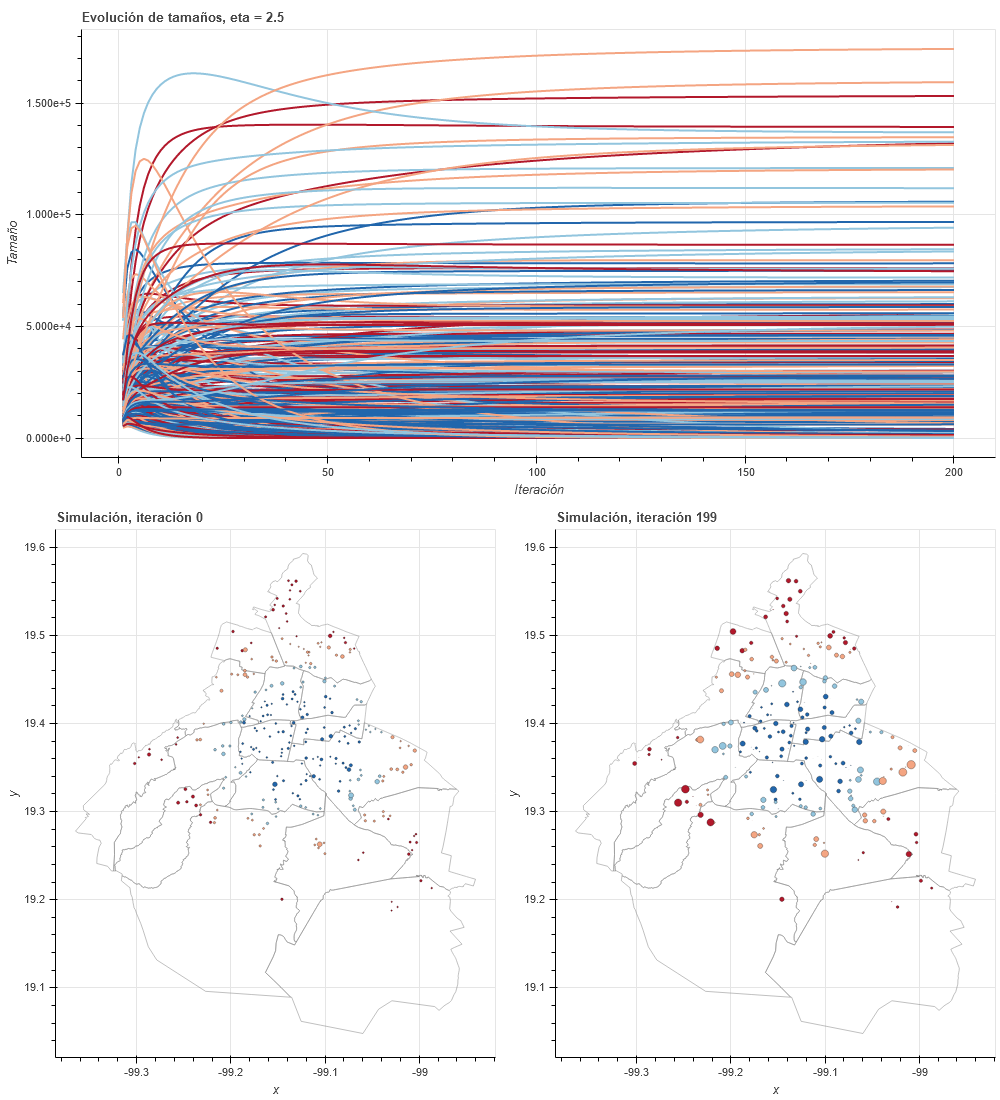 Evolución de tamaños, eta = 2.5
Tamaño
1.500e+5
1.000e+5
5.000e+4
0.000e+0
0 50 100 150 200
Iteración
Simulación, iteración 0
y
19.6
19.5
19.4
19.3
19.2
19.1
-99.3 -99.2 -99.1 -99
x
Simulación, iteración 199
y
19.6
19.5
19.4
19.3
19.2
19.1
-99.3 -99.2 -99.1 -99
x